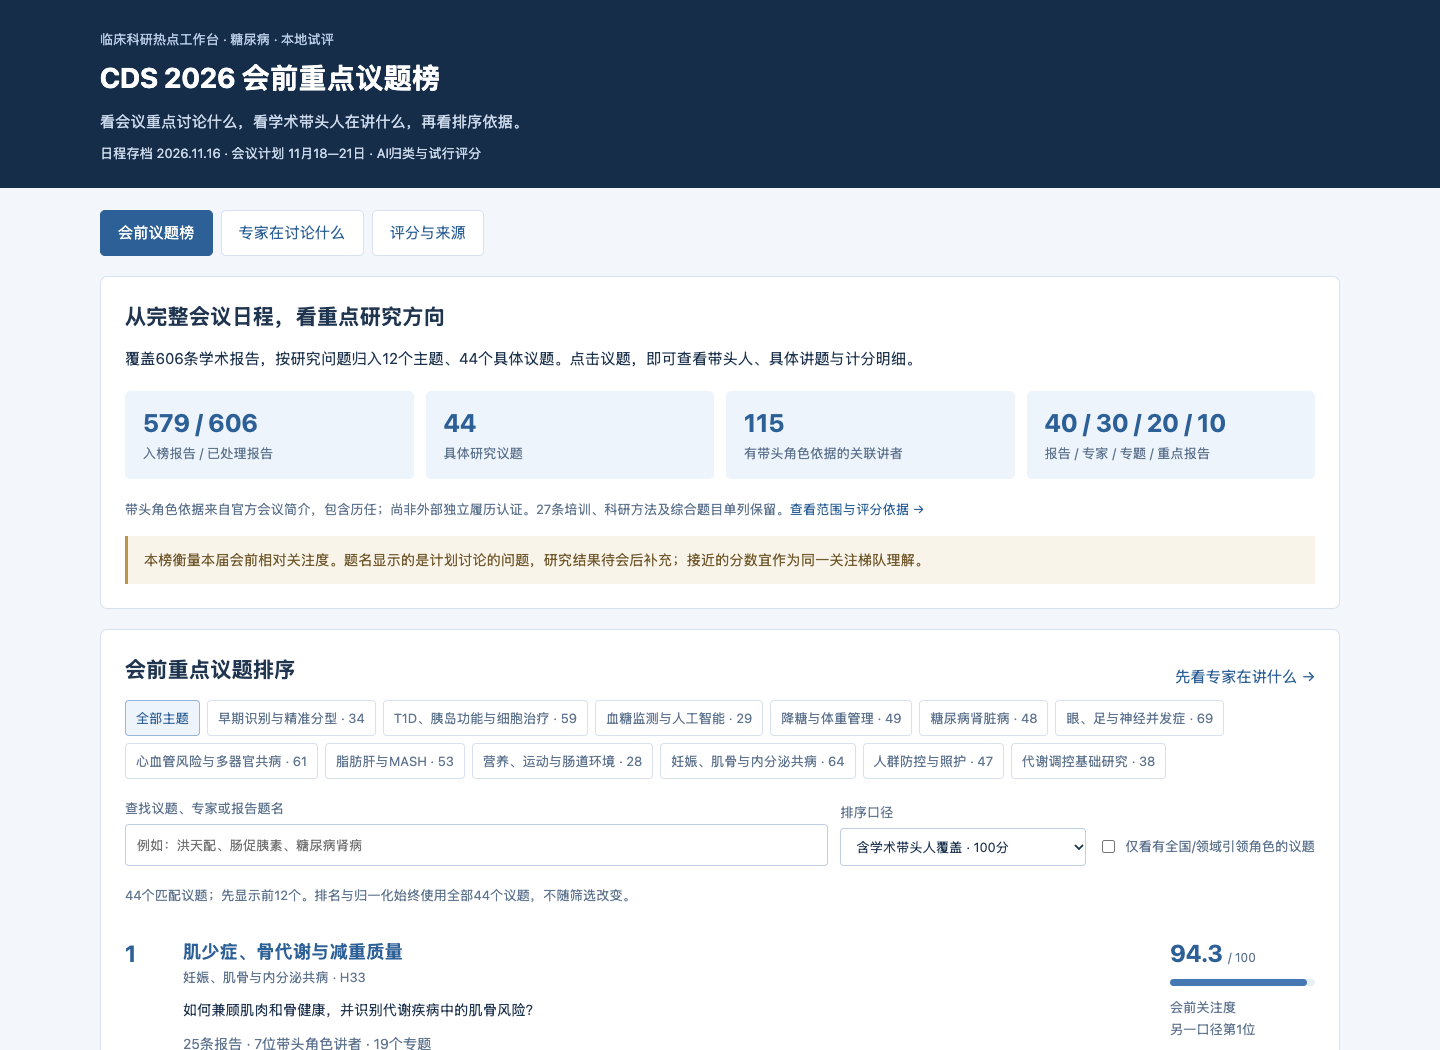 临床科研热点工作台 · 糖尿病 · 本地试评
CDS 2026 会前重点议题榜
看会议重点讨论什么，看学术带头人在讲什么，再看排序依据。
日程存档 2026.11.16 · 会议计划 11月18—21日 · AI归类与试行评分
会前议题榜
专家在讨论什么
评分与来源
从完整会议日程，看重点研究方向
覆盖606条学术报告，按研究问题归入12个主题、44个具体议题。点击议题，即可查看带头人、具体讲题与计分明细。
579 / 606
入榜报告 / 已处理报告
44
具体研究议题
115
有带头角色依据的关联讲者
40 / 30 / 20 / 10
报告 / 专家 / 专题 / 重点报告
带头角色依据来自官方会议简介，包含历任；尚非外部独立履历认证。27条培训、科研方法及综合题目单列保留。查看范围与评分依据 →
本榜衡量本届会前相对关注度。题名显示的是计划讨论的问题，研究结果待会后补充；接近的分数宜作为同一关注梯队理解。
会前重点议题排序
先看专家在讲什么 →
全部主题
早期识别与精准分型 · 34
T1D、胰岛功能与细胞治疗 · 59
血糖监测与人工智能 · 29
降糖与体重管理 · 49
糖尿病肾脏病 · 48
眼、足与神经并发症 · 69
心血管风险与多器官共病 · 61
脂肪肝与MASH · 53
营养、运动与肠道环境 · 28
妊娠、肌骨与内分泌共病 · 64
人群防控与照护 · 47
代谢调控基础研究 · 38
查找议题、专家或报告题名
例如：洪天配、肠促胰素、糖尿病肾病
排序口径
含学术带头人覆盖 · 100分
仅看有全国/领域引领角色的议题
44个匹配议题；先显示前12个。排名与归一化始终使用全部44个议题，不随筛选改变。
1
肌少症、骨代谢与减重质量
妊娠、肌骨与内分泌共病 · H33
如何兼顾肌肉和骨健康，并识别代谢疾病中的肌骨风险？
25条报告 · 7位带头角色讲者 · 19个专题
94.3 / 100
会前关注度
另一口径第1位